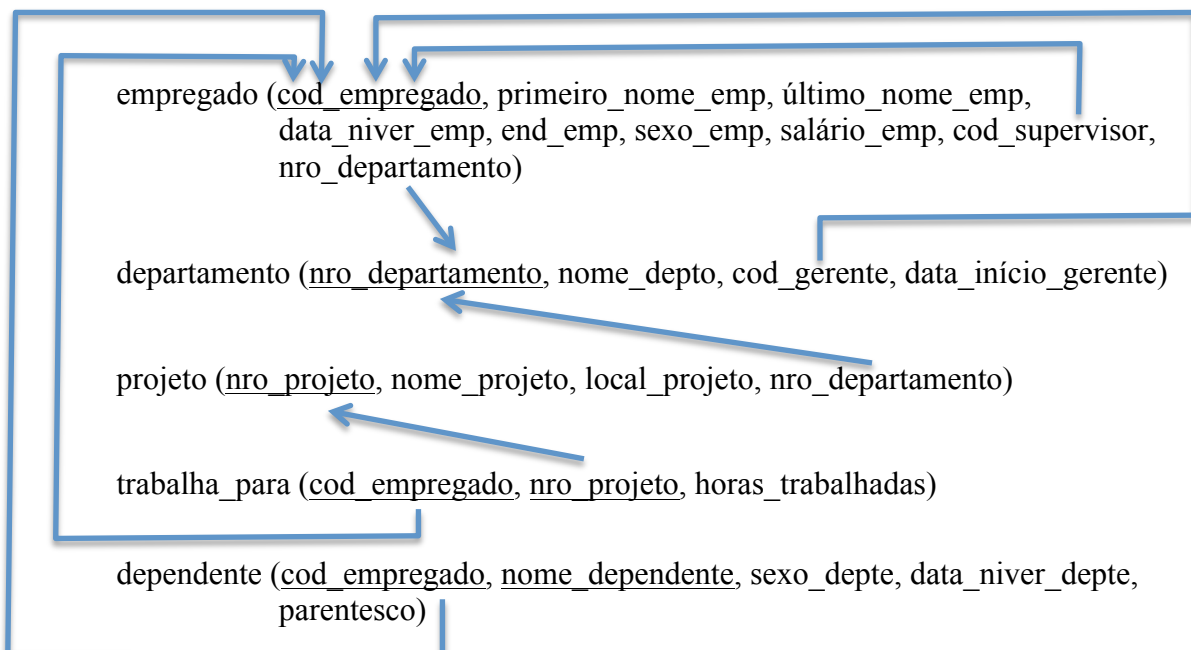 empregado (cod_empregado, primeiro_nome_emp, último_nome_emp,
data_niver_emp, end_emp, sexo_emp, salário_emp, cod_supervisor,
nro_departamento)
departamento (nro_departamento, nome_depto, cod_gerente, data_início_gerente)
projeto (nro_projeto, nome_projeto, local_projeto, nro_departamento)
trabalha_para (cod_empregado, nro_projeto, horas_trabalhadas)
dependente (cod_empregado, nome_dependente, sexo_depte, data_niver_depte,
parentesco)